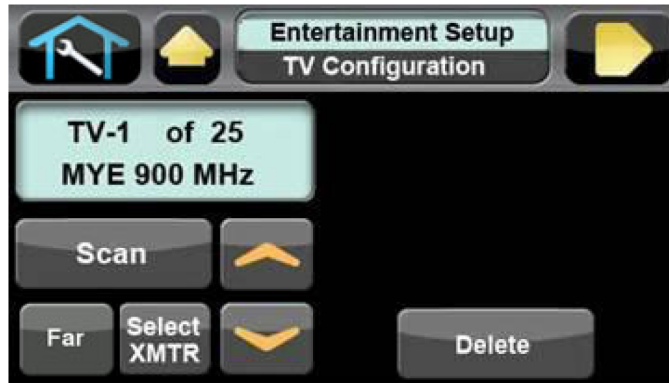 Entertainment Setup
TV Configuration
TV-1 of 25
MYE 900 MHz
Scan
Far
Select
XMTR
Delete